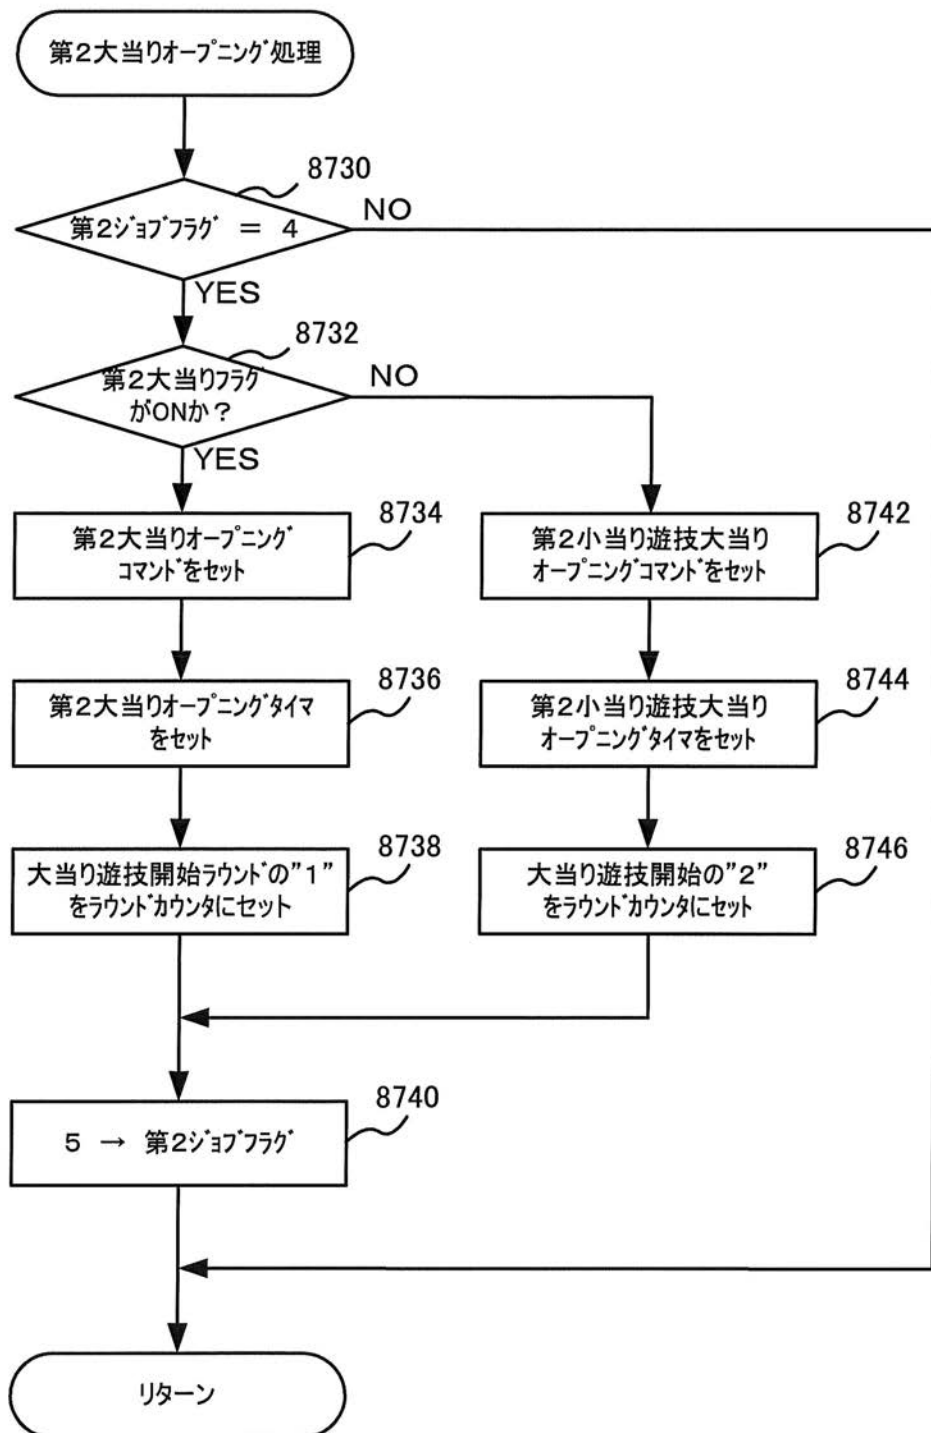 第2大当りオープニング処理
8730
第2ジョブフラグ = 4
NO
YES
8732
第2大当りフラグ
がONか?
NO
YES
8734
第2大当りオープニング
コマンドをセット
8742
第2小当り遊技大当り
オープニングコマンドをセット
8736
第2大当りオープニングタイマ
をセット
8744
第2小当り遊技大当り
オープニングタイマをセット
8738
大当り遊技開始ラウンドの”1”
をラウンドカウンタにセット
8746
大当り遊技開始の”2”
をラウンドカウンタにセット
8740
5 → 第2ジョブフラグ
リターン